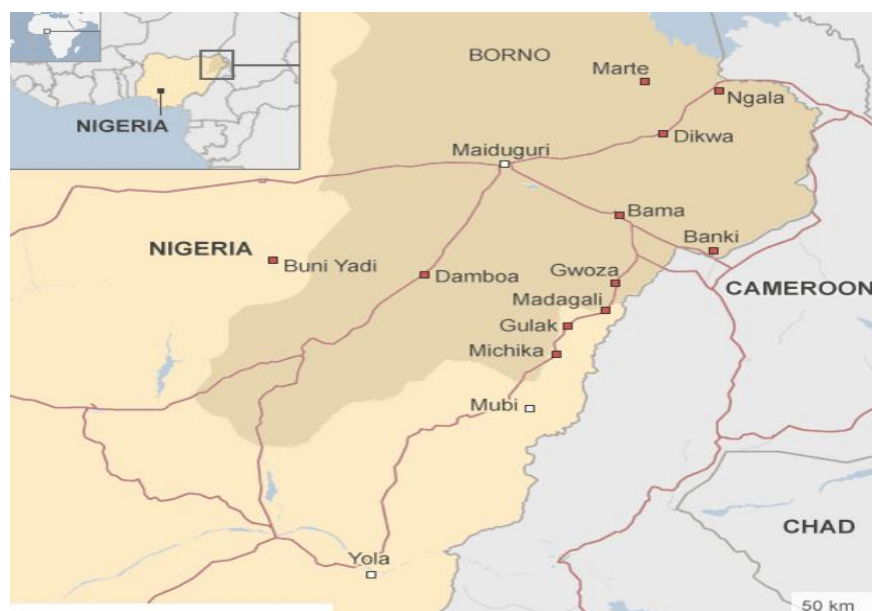 BORNO
Marte
Ngala
NIGERIA
Dikwa
Maiduguri
Bama
NIGERIA
Banki
Buni Yadi
Gwoza
Damboa
CAMEROON
Madagali
Gulak
Michika
Mubi
CHAD
Yola
50 km